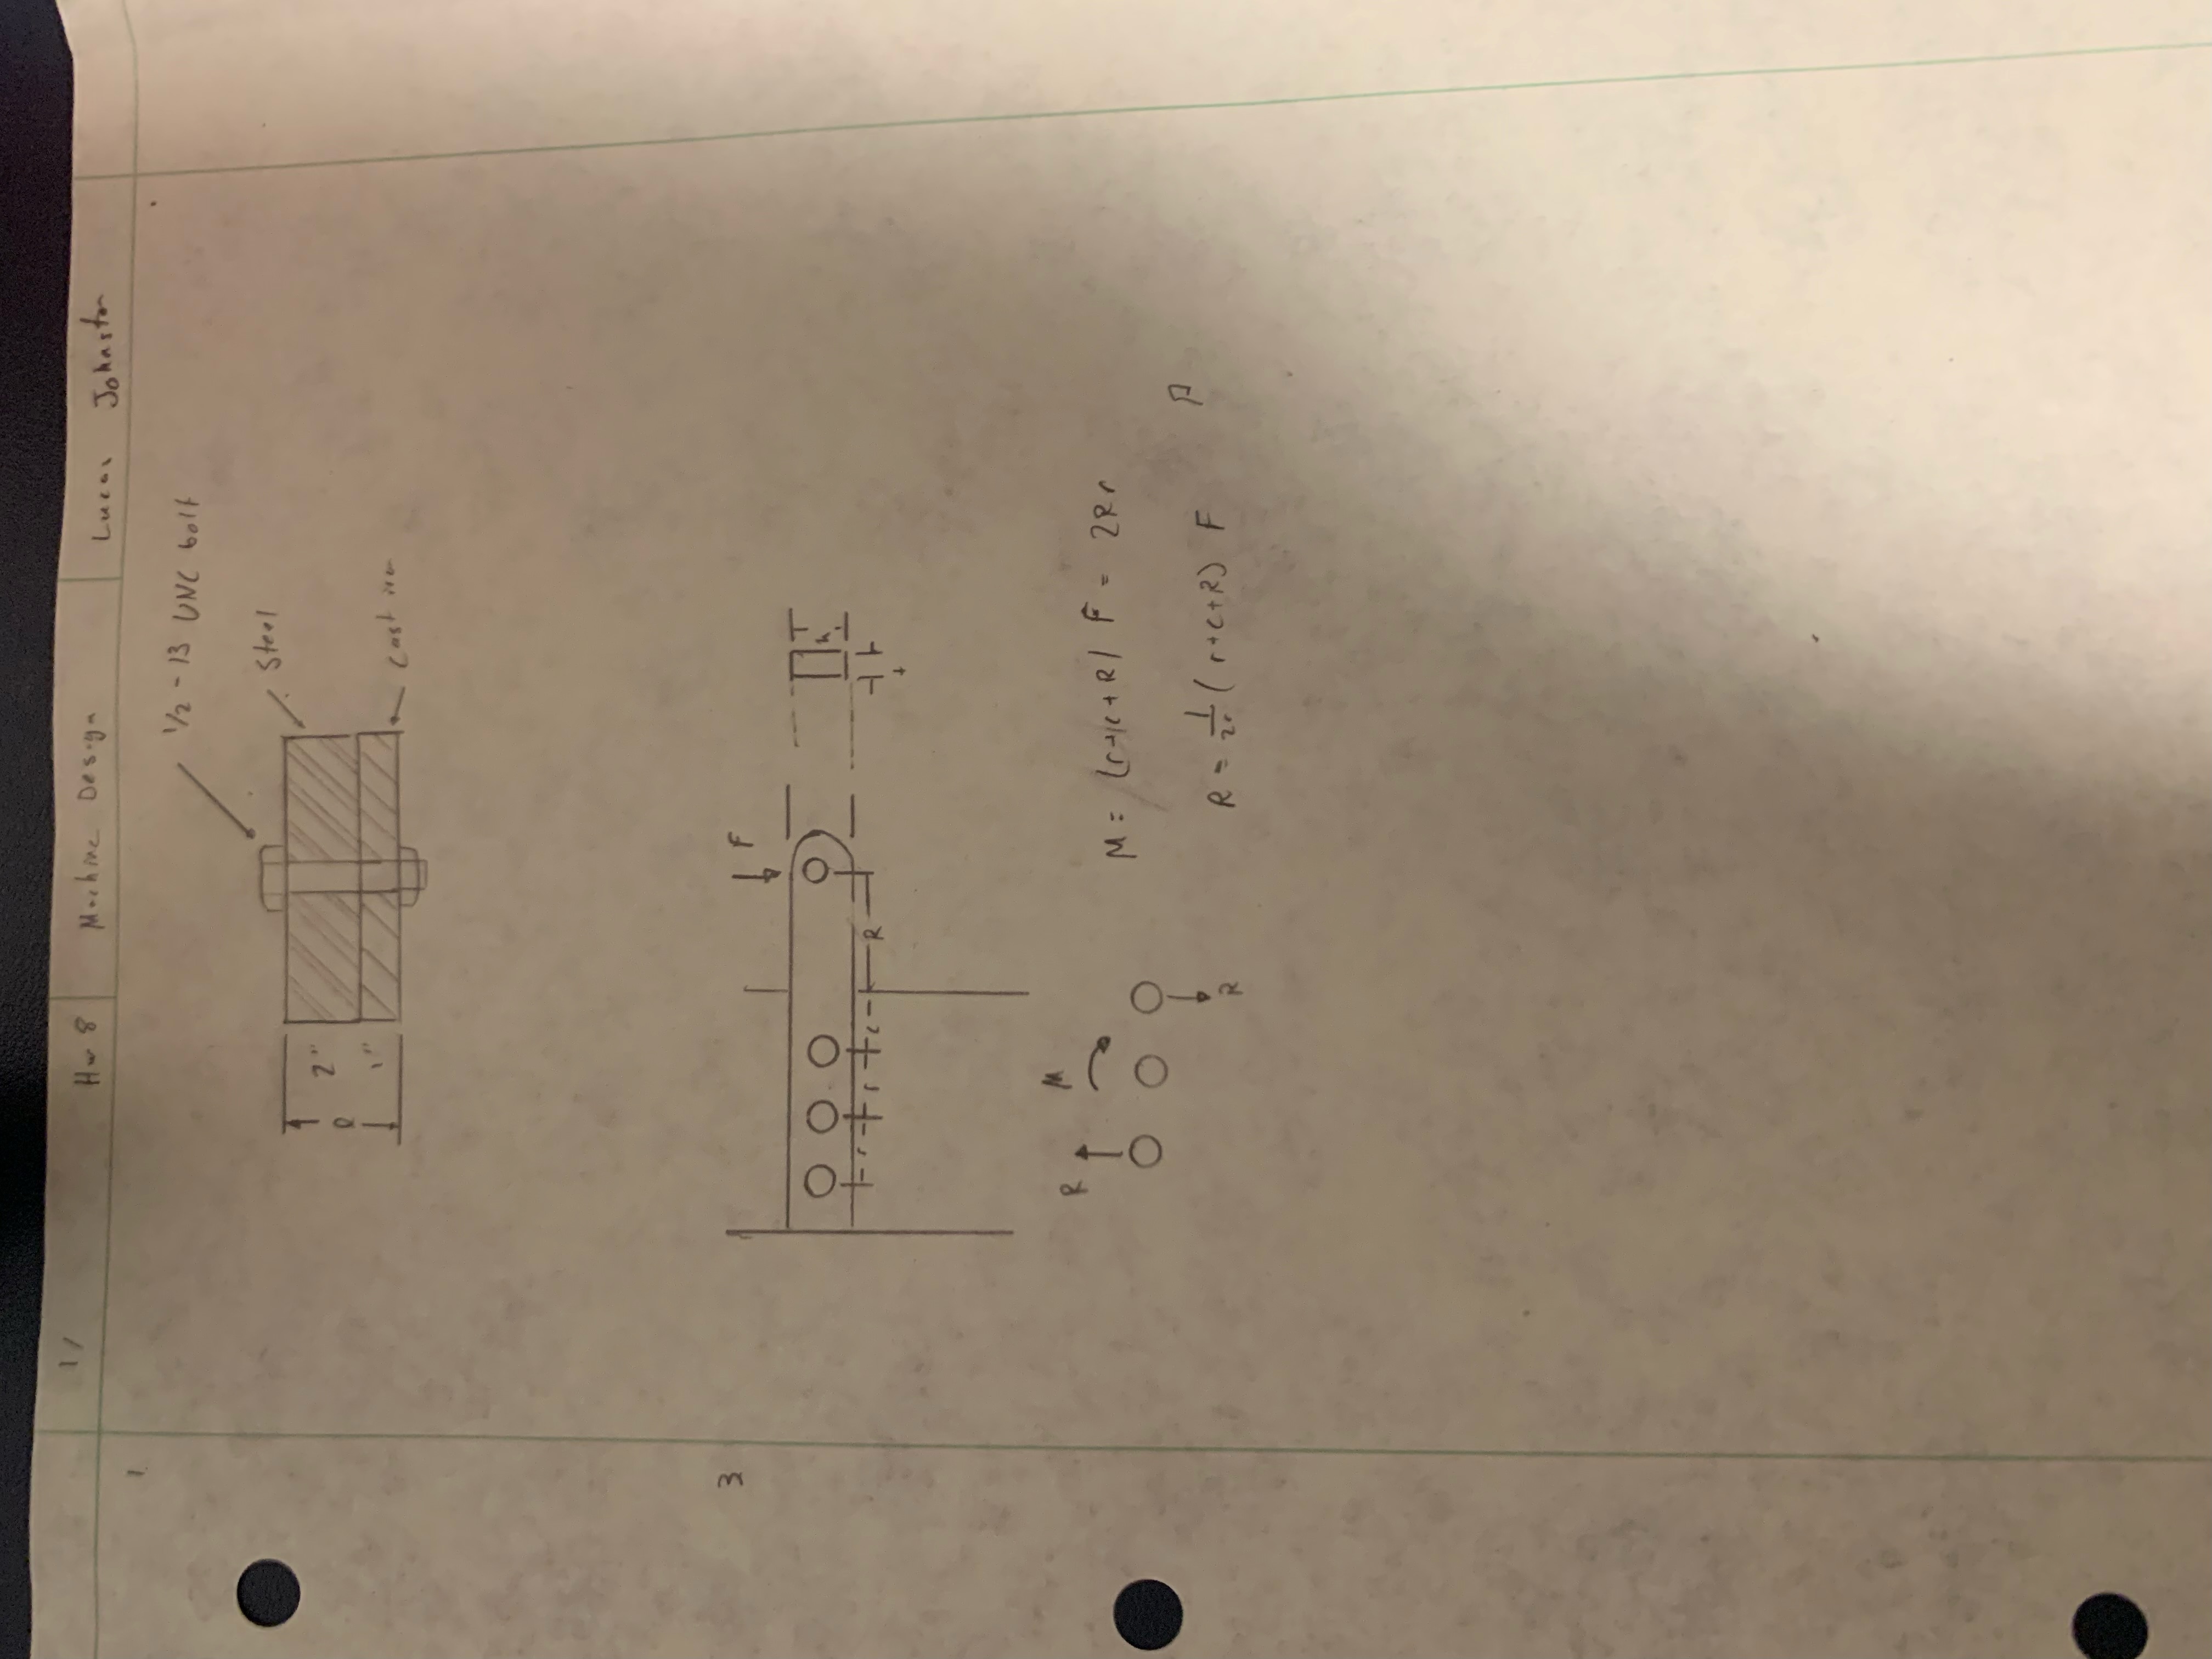 1/ Hw 8 Machine Design Lucas Johnston
1
1/2 - 13 UNC bolt
Steel
2"
l
1"
cast iron
3
F
h
r r c R
t
M
R
M = (r+c+R) F = 2Rr
R = 1/2r (r+c+R) F
R